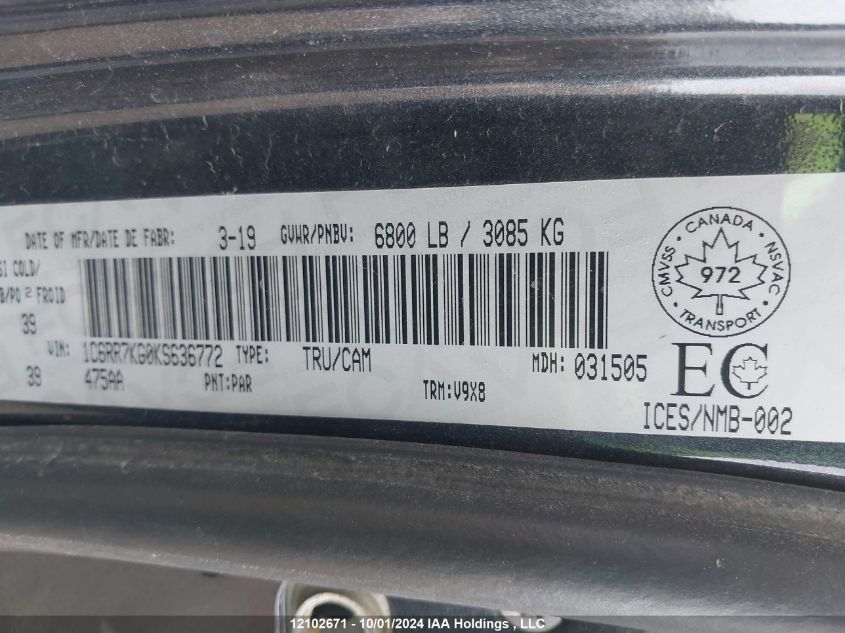 DATE OF MFR/DATE DE FABR: 3-19 GVWR/PNBV: 6800 LB / 3085 KG
SI COLD/
B/PO² FROID
39
VIN: 1C6RR7KG0KS636772 TYPE: TRU/CAM MDH: 031505
39 475AA PNT:PAR TRM:V9X8
CANADA
CMVSS NSVAC
972
TRANSPORT
EC
ICES/NMB-002
12102671 - 10/01/2024 IAA Holdings , LLC/